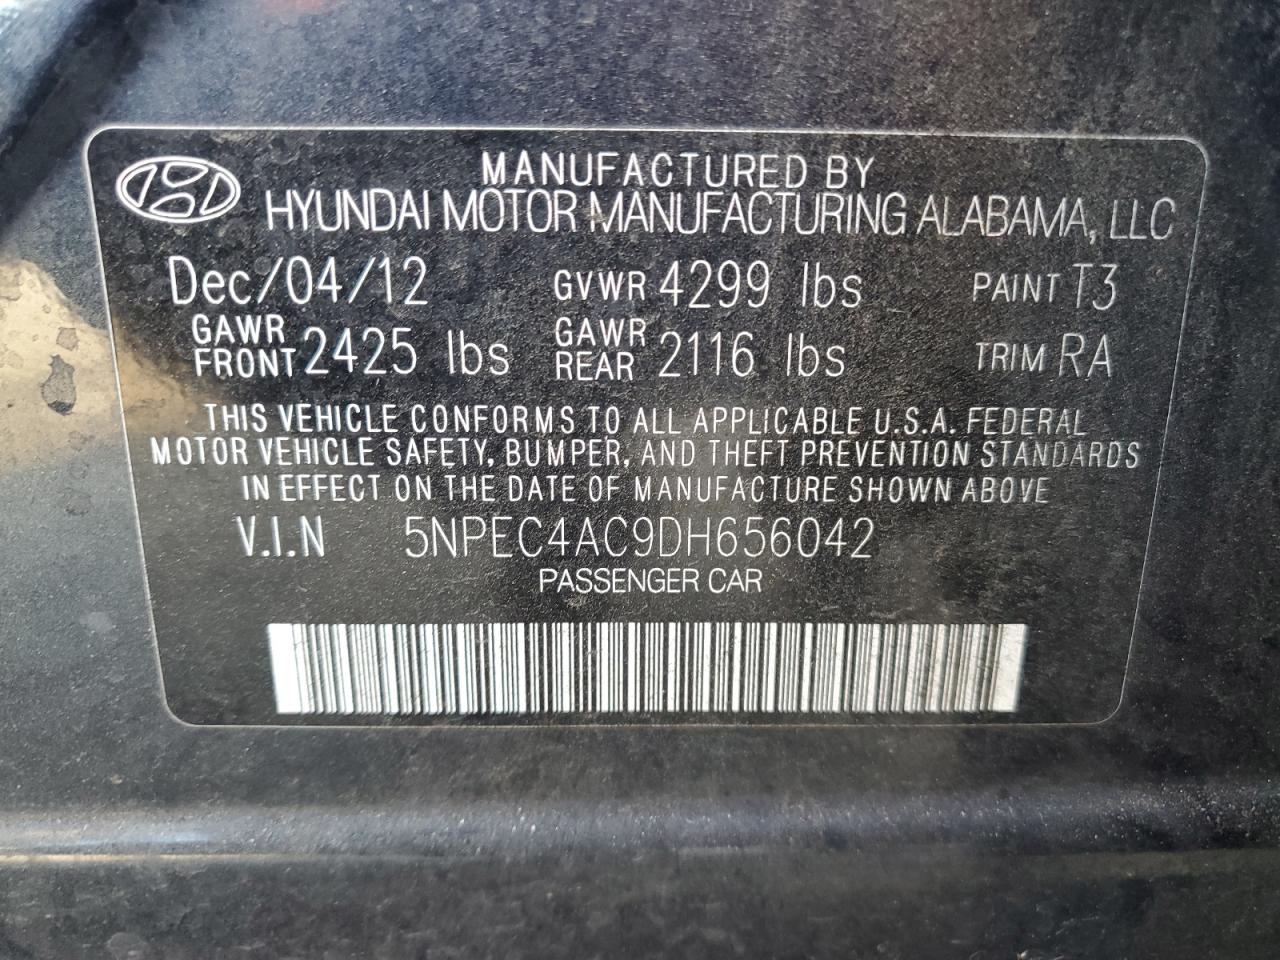 MANUFACTURED BY
HYUNDAI MOTOR MANUFACTURING ALABAMA, LLC
Dec/04/12 GVWR 4299 lbs PAINT T3
GAWR FRONT 2425 lbs GAWR REAR 2116 lbs TRIM RA
THIS VEHICLE CONFORMS TO ALL APPLICABLE U.S.A. FEDERAL
MOTOR VEHICLE SAFETY, BUMPER, AND THEFT PREVENTION STANDARDS
IN EFFECT ON THE DATE OF MANUFACTURE SHOWN ABOVE
V.I.N 5NPEC4AC9DH656042
PASSENGER CAR